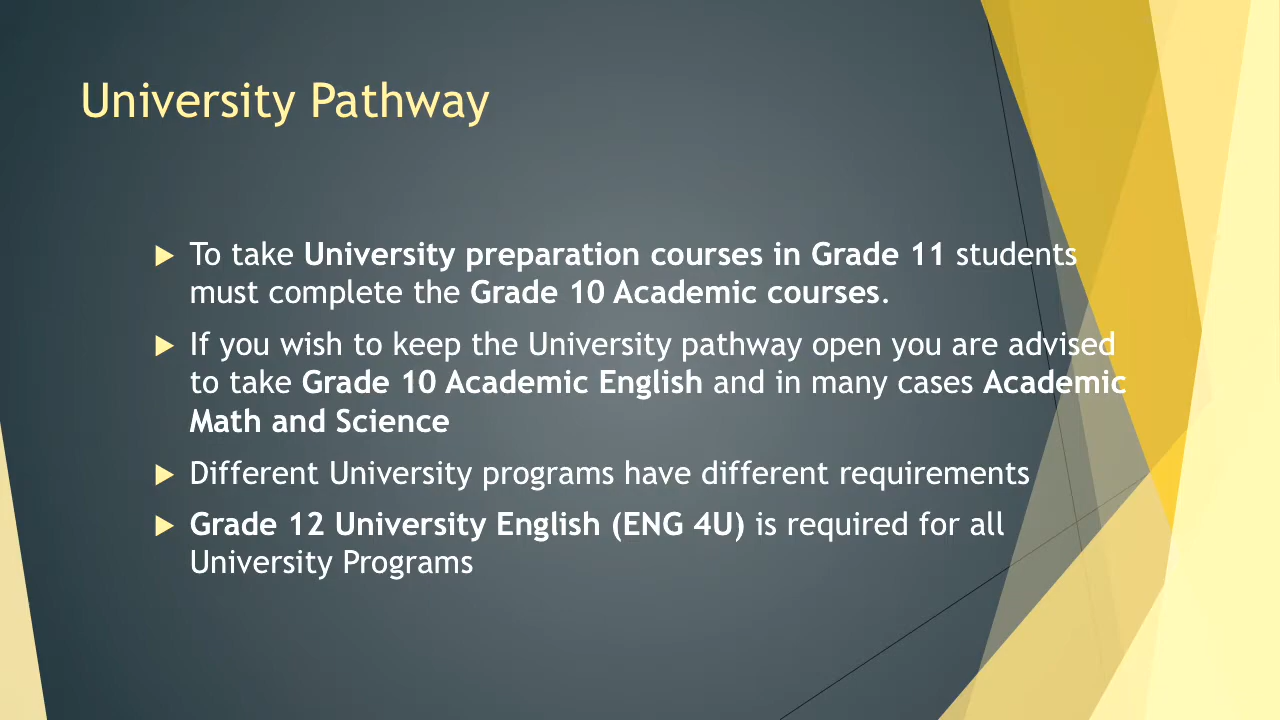 University Pathway
To take University preparation courses in Grade 11 students
must complete the Grade 10 Academic courses.
If you wish to keep the University pathway open you are advised
to take Grade 10 Academic English and in many cases Academic
Math and Science
Different University programs have different requirements
Grade 12 University English (ENG 4U) is required for all
University Programs